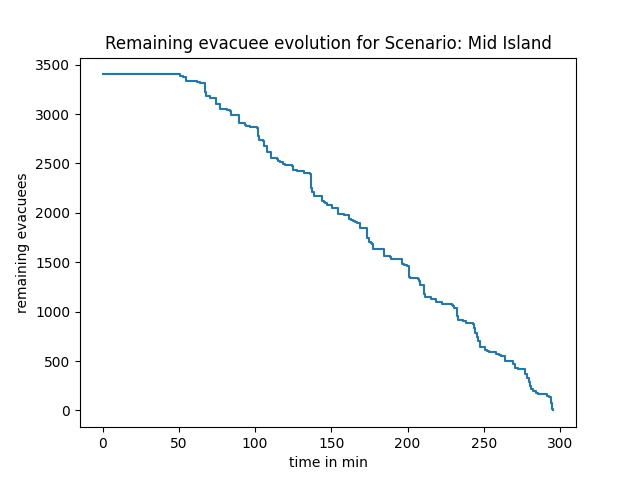 Remaining evacuee evolution for Scenario: Mid Island
3500
3000
2500
2000
1500
1000
500
0
remaining evacuees
0 50 100 150 200 250 300
time in min